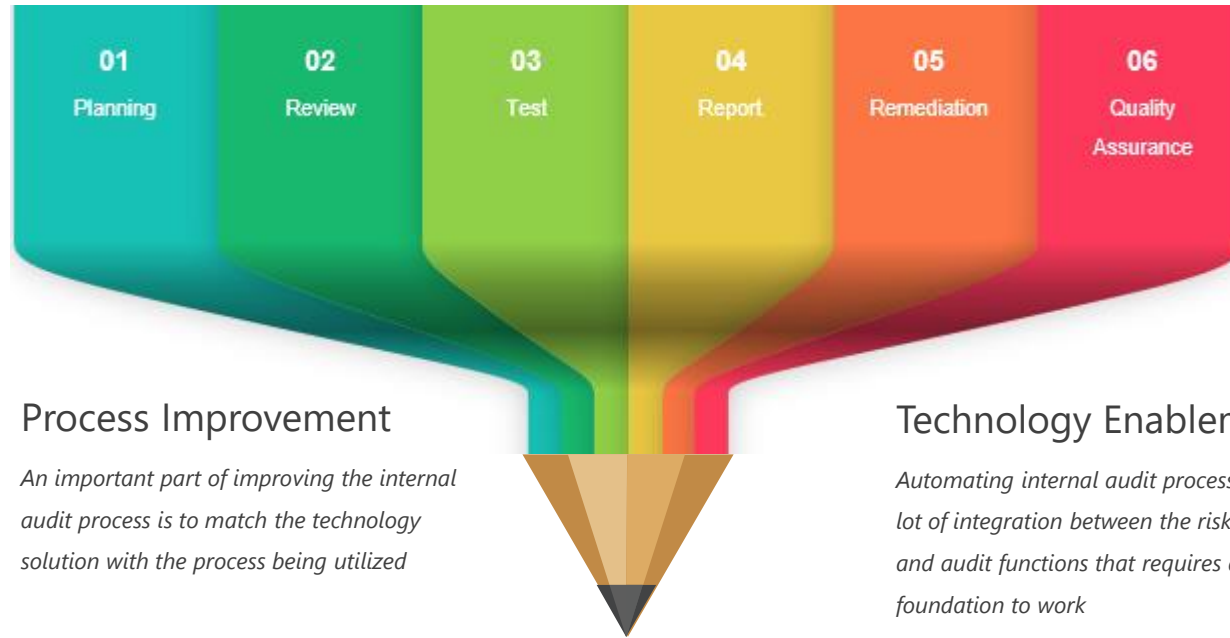 01
Planning
02
Review
03
Test
04
Report
05
Remediation
06
Quality
Assurance
Process Improvement
An important part of improving the internal
audit process is to match the technology
solution with the process being utilized
Technology Enabler
Automating internal audit process
lot of integration between the risk
and audit functions that requires
foundation to work